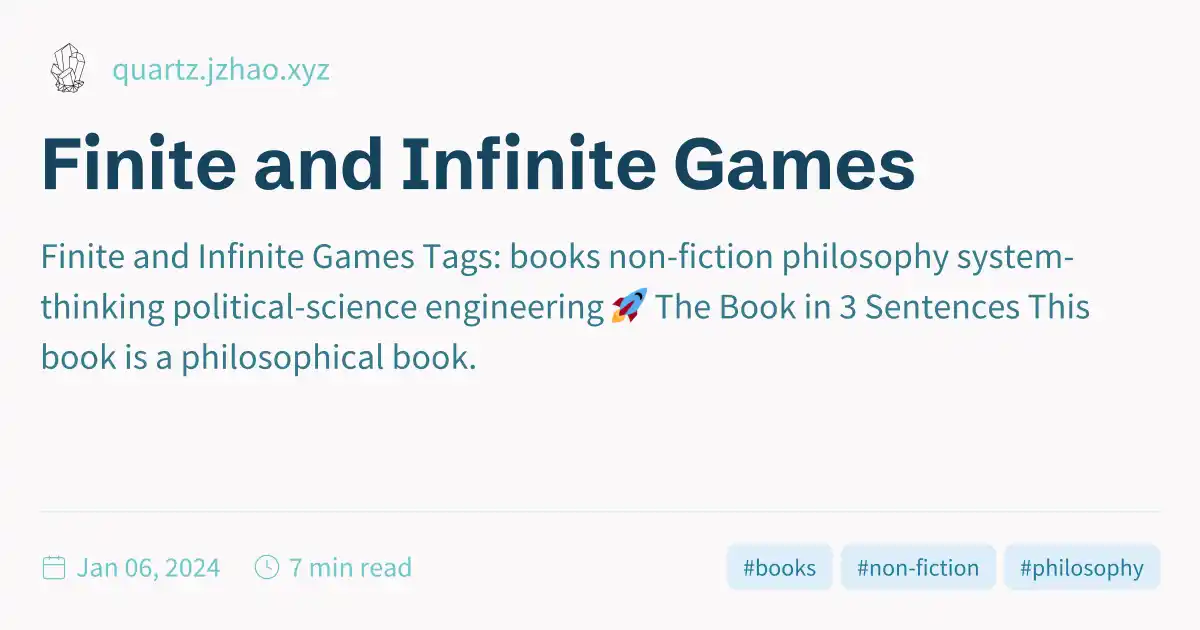 quartz.jzhao.xyz
Finite and Infinite Games
Finite and Infinite Games Tags: books non-fiction philosophy system-
thinking political-science engineering 🚀 The Book in 3 Sentences This
book is a philosophical book.
Jan 06, 2024 7 min read #books #non-fiction #philosophy